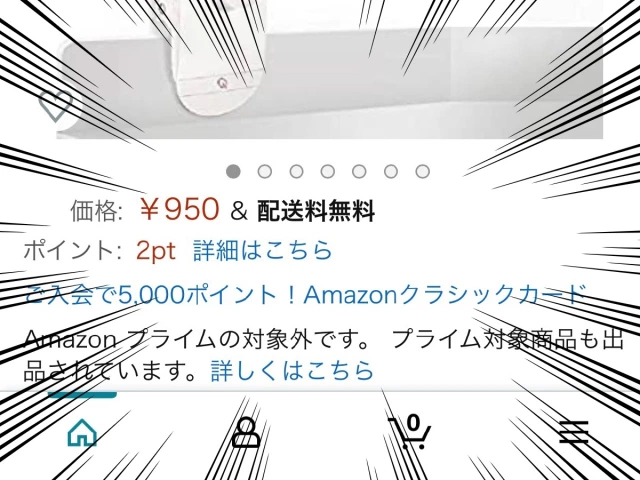 Q
価格: ￥950 & 配送料無料
ポイント: 2pt 詳細はこちら
ご入会で5,000ポイント！Amazonクラシックカード
Amazon プライムの対象外です。 プライム対象商品も出
品されています。詳しくはこちら
0